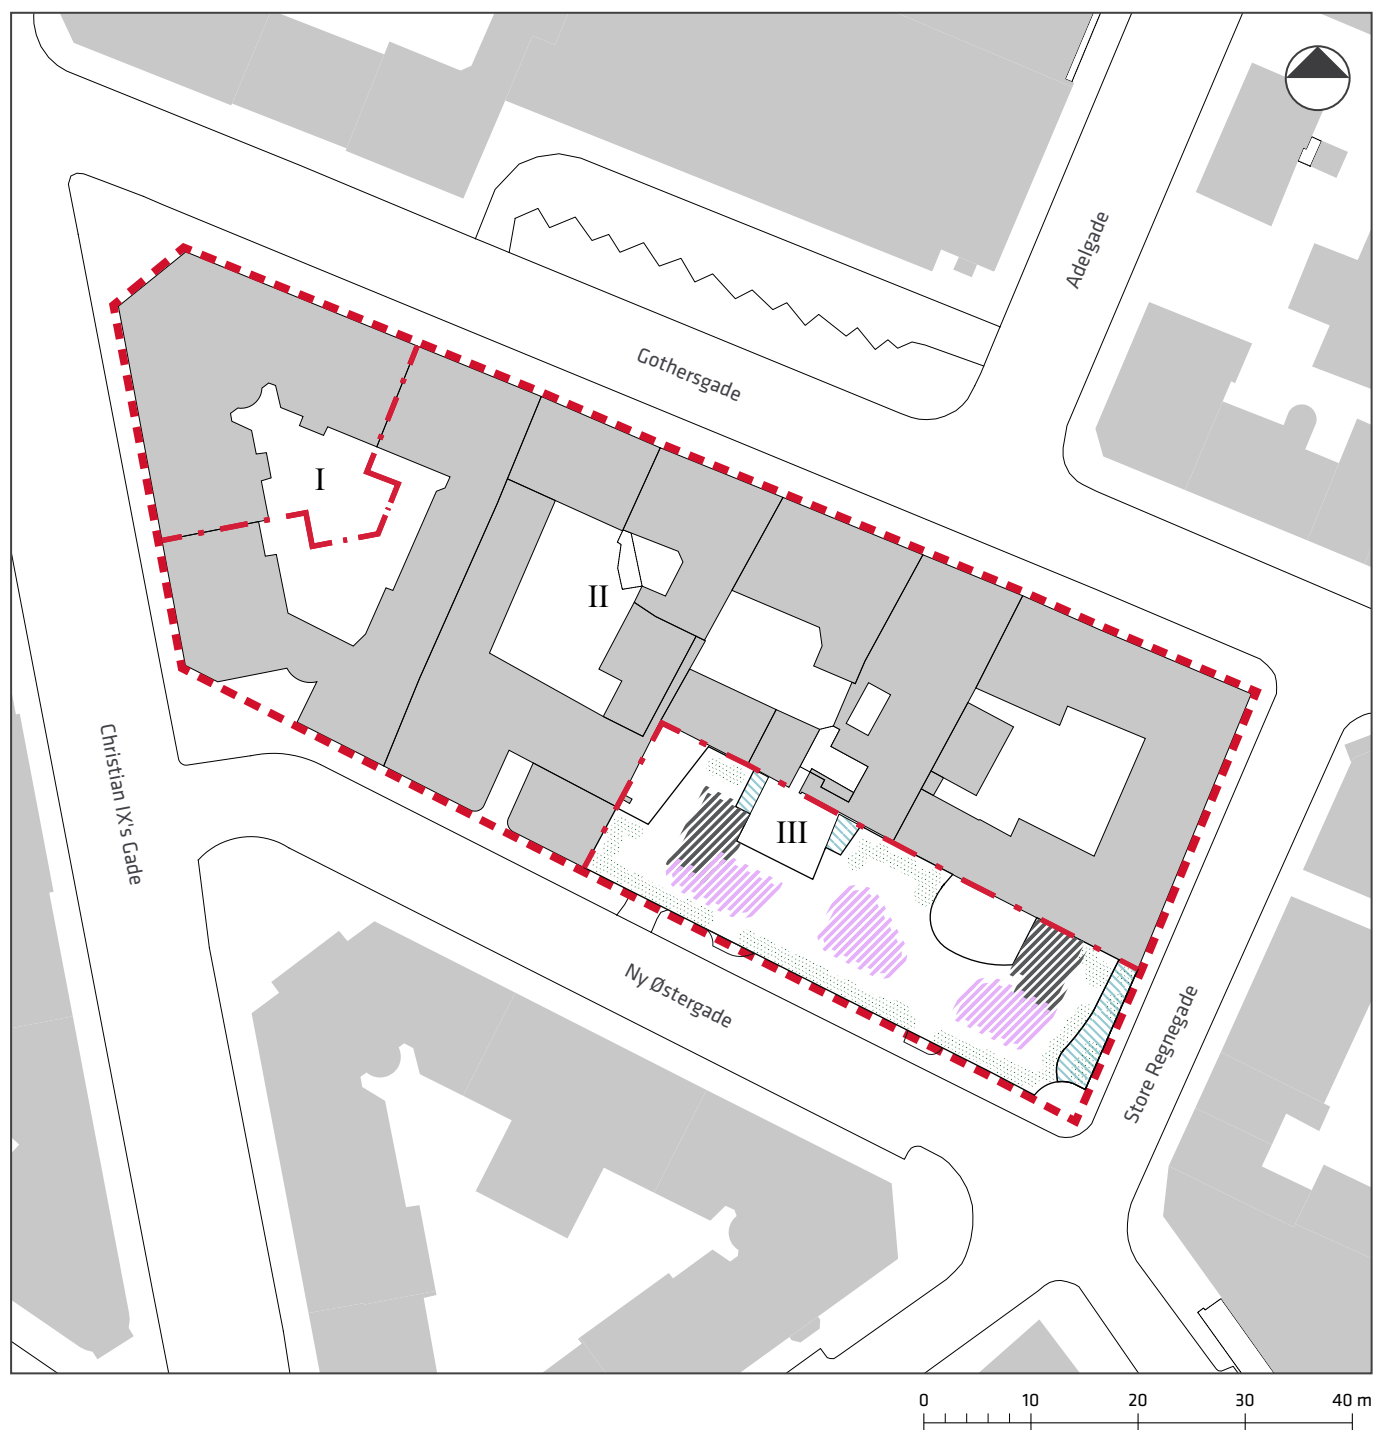 Adelgade
Gothersgade
I
II
Christian IX's Gade
III
Ny Østergade
Store Regnegade
0 10 20 30 40 m